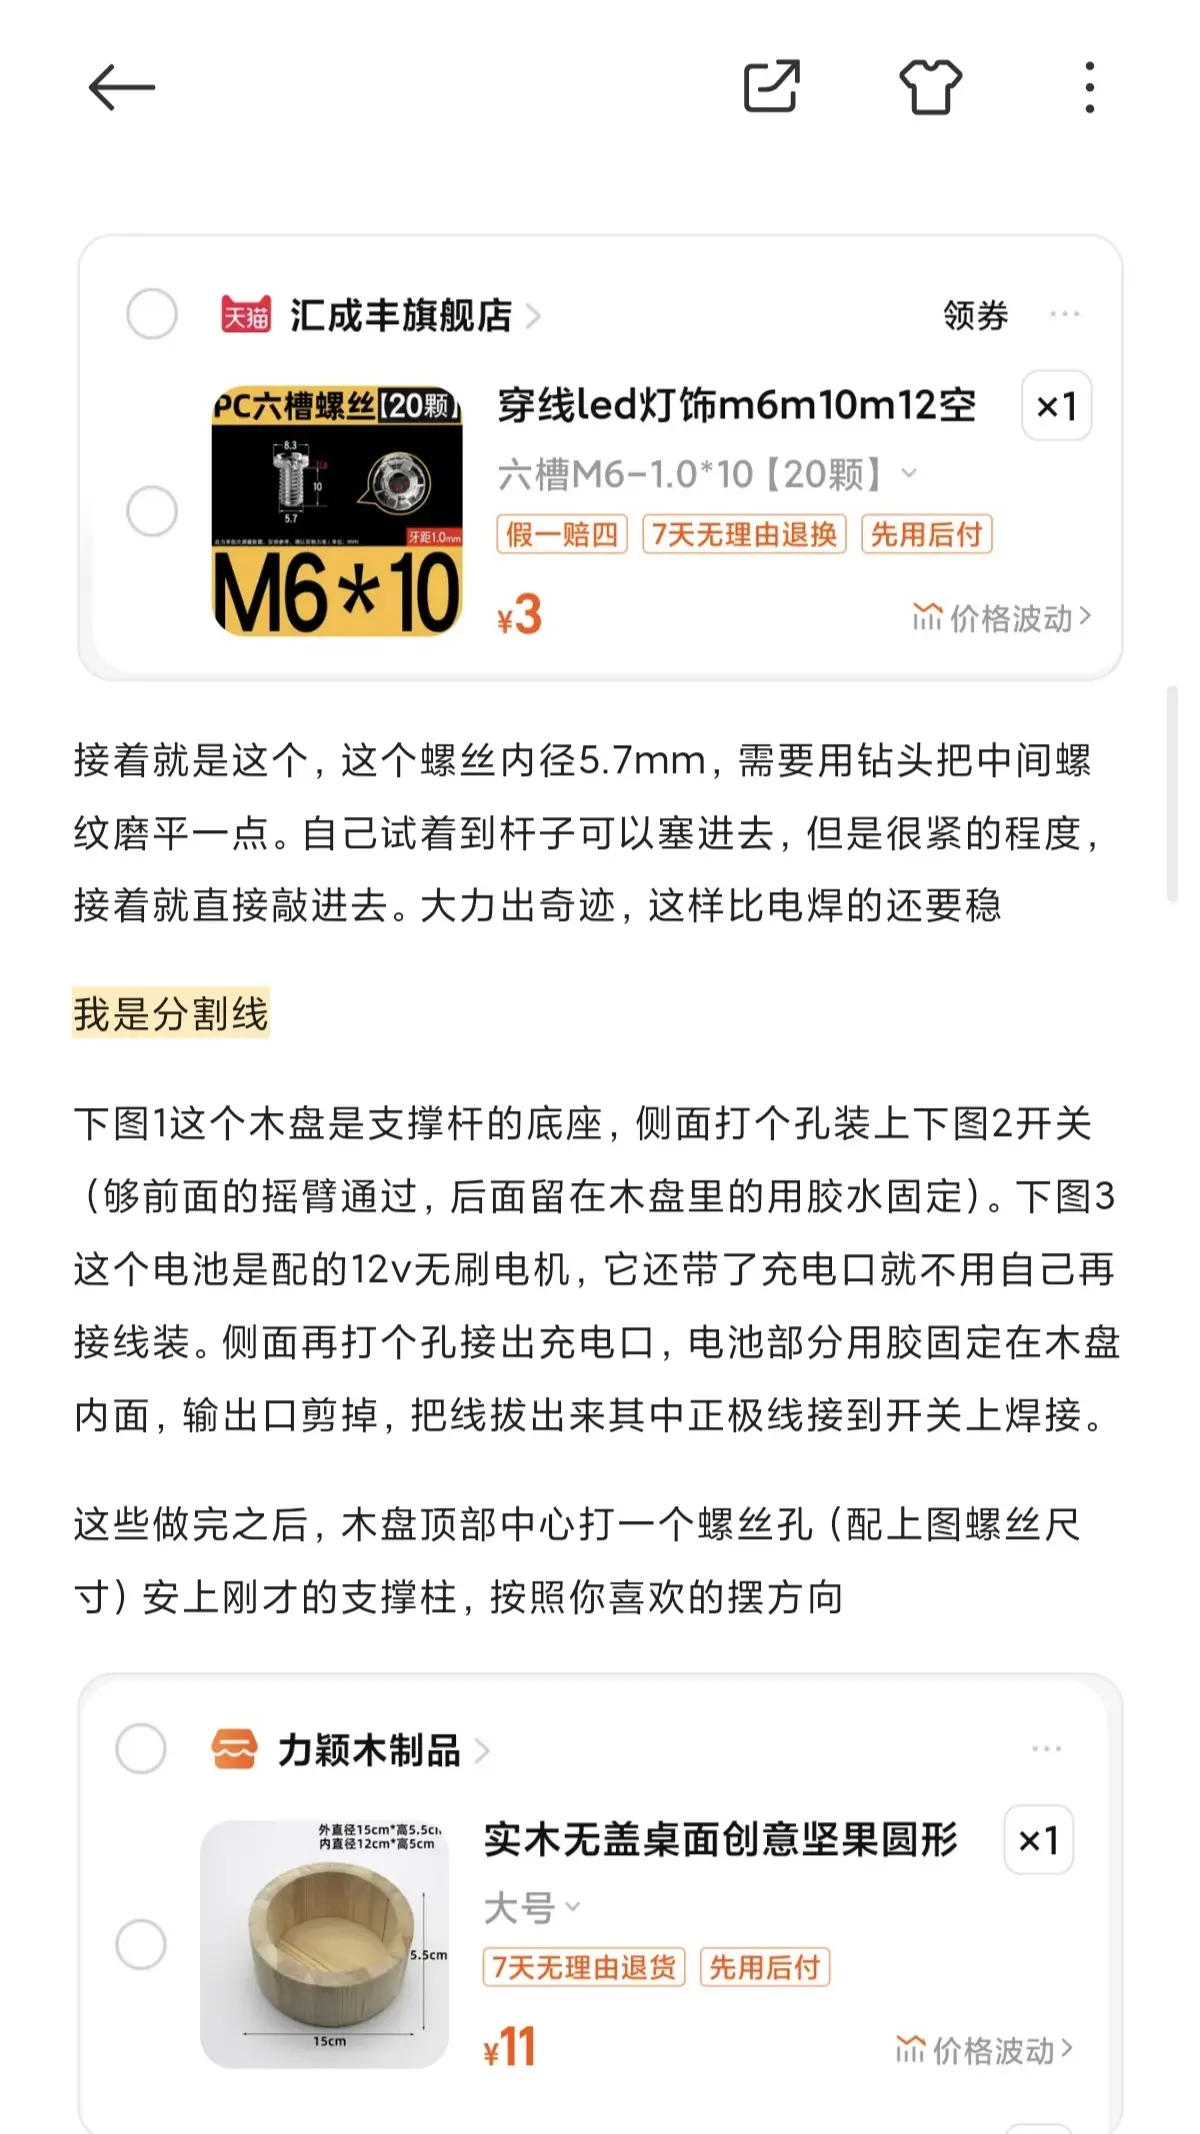 天猫 汇成丰旗舰店 领券
PC六槽螺丝【20颗】
8.3
10
5.7
牙距1.0mm
M6*10
穿线led灯饰m6m10m12空 ×1
六槽M6-1.0*10【20颗】
假一赔四 7天无理由退换 先用后付
¥3 价格波动
接着就是这个，这个螺丝内径5.7mm，需要用钻头把中间螺
纹磨平一点。自己试着到杆子可以塞进去，但是很紧的程度，
接着就直接敲进去。大力出奇迹，这样比电焊的还要稳
我是分割线
下图1这个木盘是支撑杆的底座，侧面打个孔装上下图2开关
（够前面的摇臂通过，后面留在木盘里的用胶水固定）。下图3
这个电池是配的12v无刷电机，它还带了充电口就不用自己再
接线装。侧面再打个孔接出充电口，电池部分用胶固定在木盘
内面，输出口剪掉，把线拔出来其中正极线接到开关上焊接。
这些做完之后，木盘顶部中心打一个螺丝孔（配上图螺丝尺
寸）安上刚才的支撑柱，按照你喜欢的摆方向
力颖木制品
外直径15cm*高5.5cm
内直径12cm*高5cm
5.5cm
15cm
实木无盖桌面创意坚果圆形 ×1
大号
7天无理由退货 先用后付
¥11 价格波动